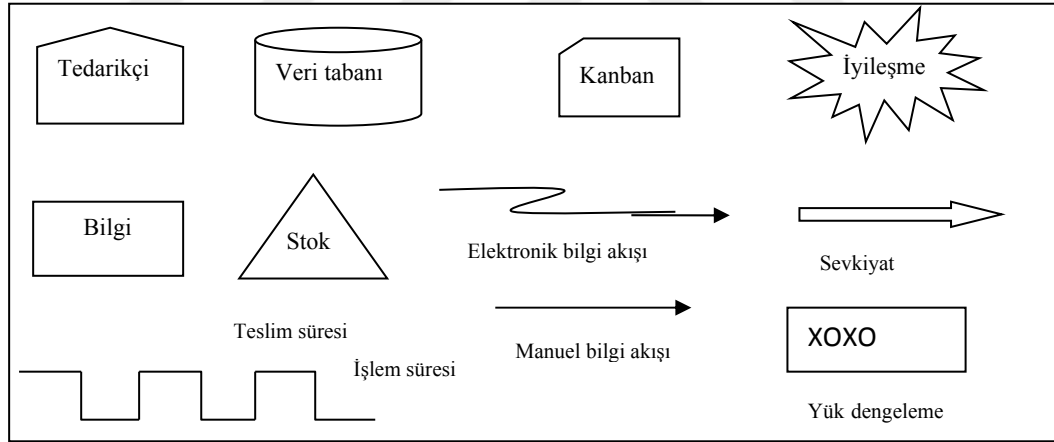 Tedarikçi
Veri tabanı
Kanban
İyileşme
Bilgi
Stok
Elektronik bilgi akışı
Sevkiyat
Teslim süresi
İşlem süresi
Manuel bilgi akışı
XOXO
Yük dengeleme